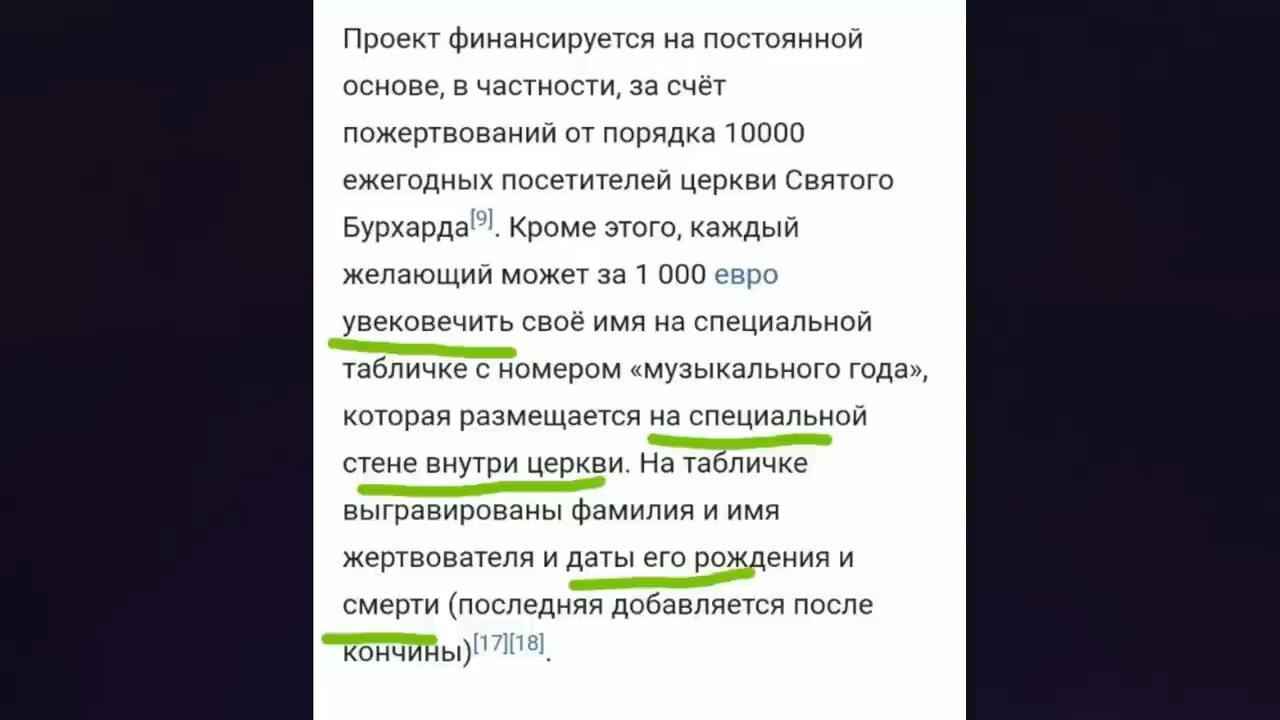 Проект финансируется на постоянной
основе, в частности, за счёт
пожертвований от порядка 10000
ежегодных посетителей церкви Святого
Бурхарда[9]. Кроме этого, каждый
желающий может за 1 000 евро
увековечить своё имя на специальной
табличке с номером «музыкального года»,
которая размещается на специальной
стене внутри церкви. На табличке
выгравированы фамилия и имя
жертвователя и даты его рождения и
смерти (последняя добавляется после
кончины)[17][18].